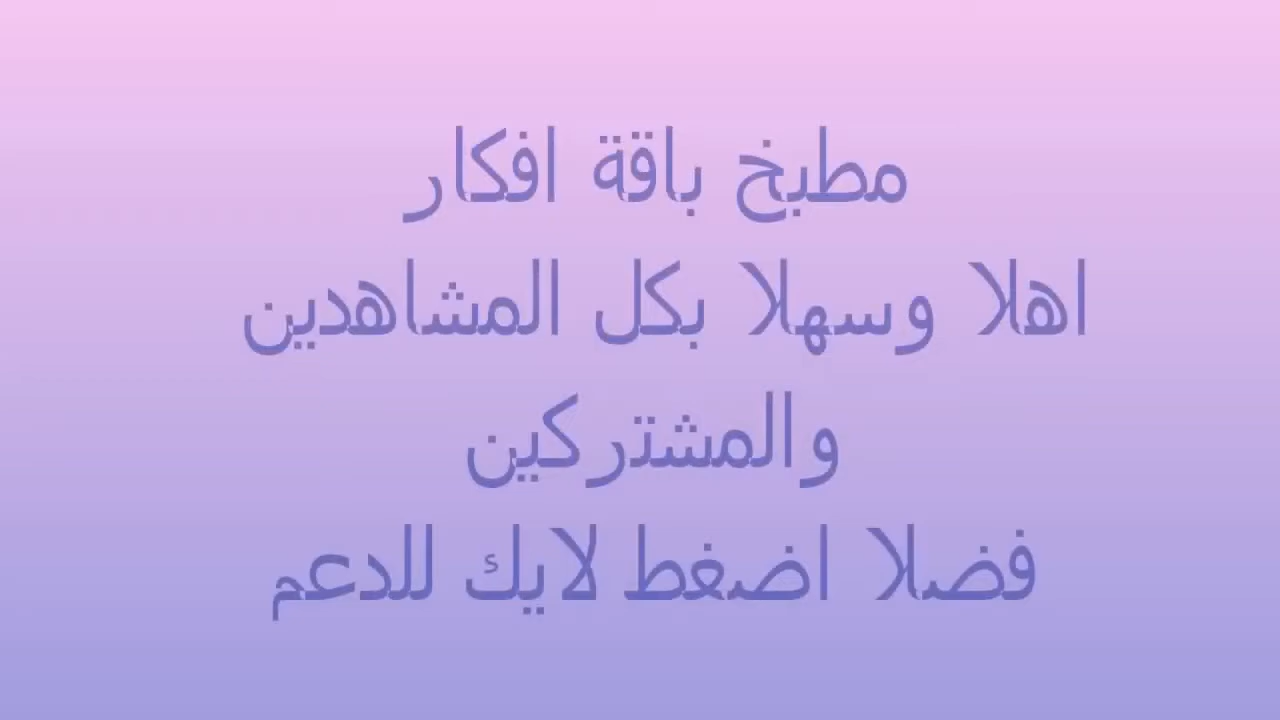 مطبخ باقة افكار
اهلا وسهلا بكل المشاهدين
والمشتركين
فضلا اضغط لايك للدعم